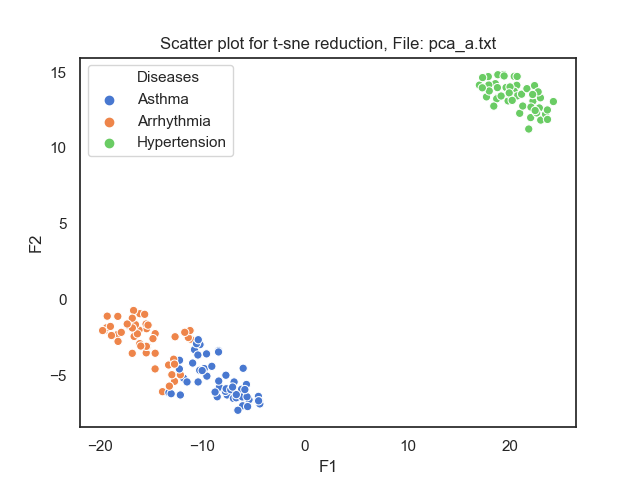 Scatter plot for t-sne reduction, File: pca_a.txt
15
10
5
0
−5
F2
Diseases
Asthma
Arrhythmia
Hypertension
−20 −10 0 10 20
F1